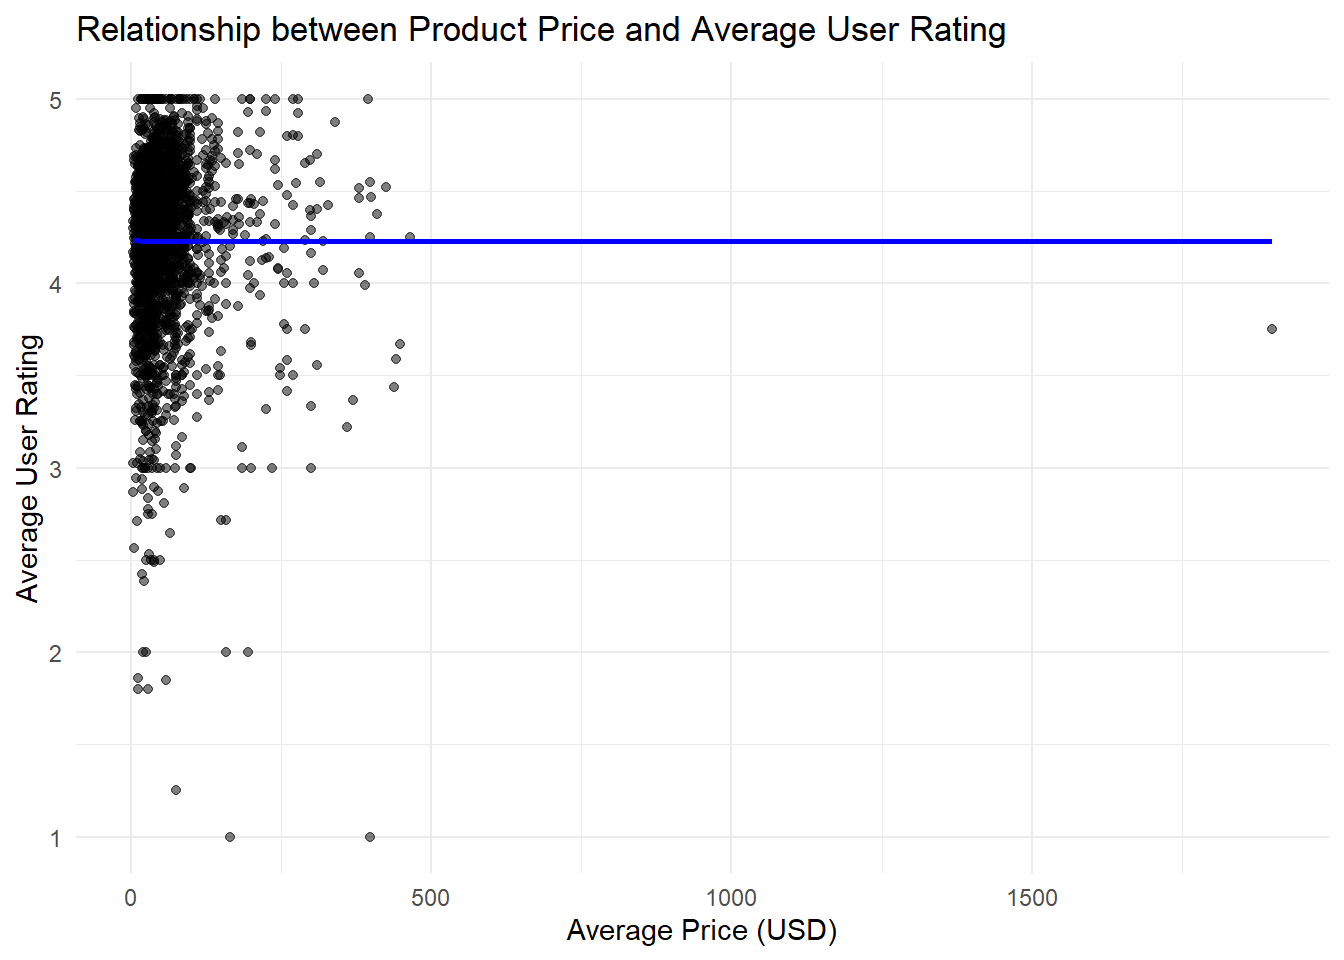 Relationship between Product Price and Average User Rating
5
4
3
2
1
Average User Rating
0 500 1000 1500
Average Price (USD)